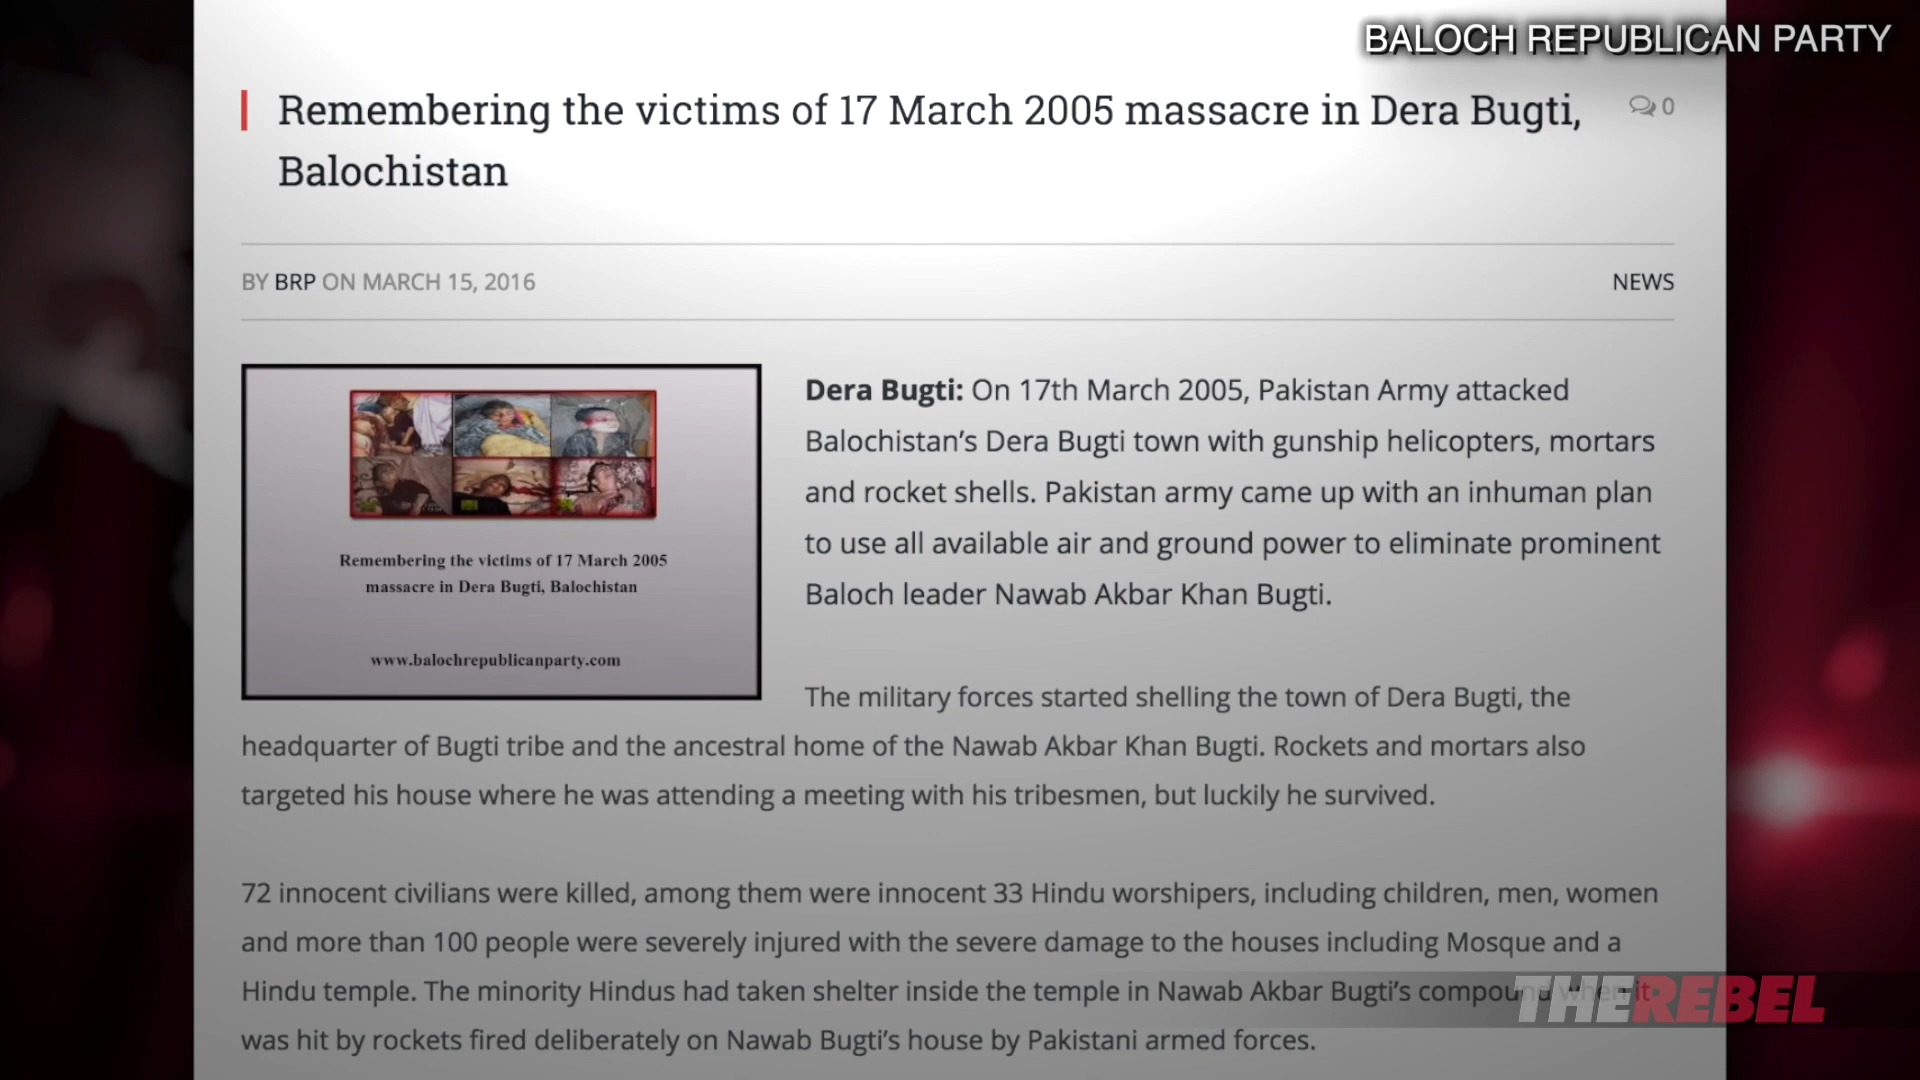 BALOCH REPUBLICAN PARTY
Remembering the victims of 17 March 2005 massacre in Dera Bugti,
Balochistan
0
BY BRP ON MARCH 15, 2016
NEWS
Remembering the victims of 17 March 2005
massacre in Dera Bugti, Balochistan
www.balochrepublicanparty.com
Dera Bugti: On 17th March 2005, Pakistan Army attacked
Balochistan's Dera Bugti town with gunship helicopters, mortars
and rocket shells. Pakistan army came up with an inhuman plan
to use all available air and ground power to eliminate prominent
Baloch leader Nawab Akbar Khan Bugti.
The military forces started shelling the town of Dera Bugti, the
headquarter of Bugti tribe and the ancestral home of the Nawab Akbar Khan Bugti. Rockets and mortars also
targeted his house where he was attending a meeting with his tribesmen, but luckily he survived.
72 innocent civilians were killed, among them were innocent 33 Hindu worshipers, including children, men, women
and more than 100 people were severely injured with the severe damage to the houses including Mosque and a
Hindu temple. The minority Hindus had taken shelter inside the temple in Nawab Akbar Bugti's compound when it
was hit by rockets fired deliberately on Nawab Bugti's house by Pakistani armed forces.
THE REBEL